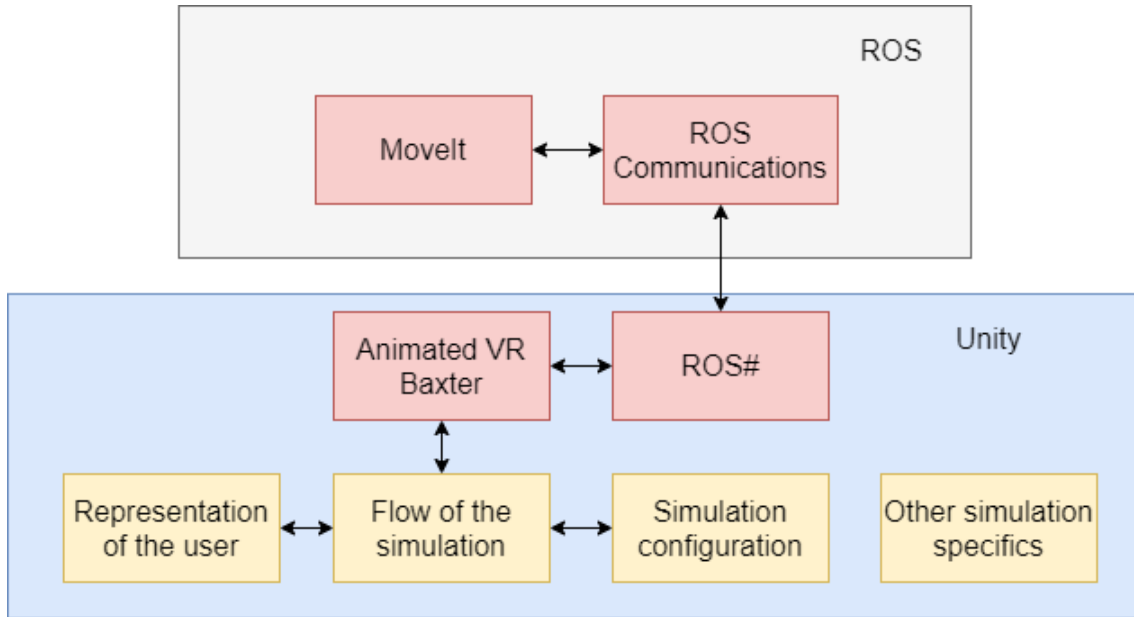 ROS
MoveIt
ROS
Communications
Unity
Animated VR
Baxter
ROS#
Representation
of the user
Flow of the
simulation
Simulation
configuration
Other simulation
specifics